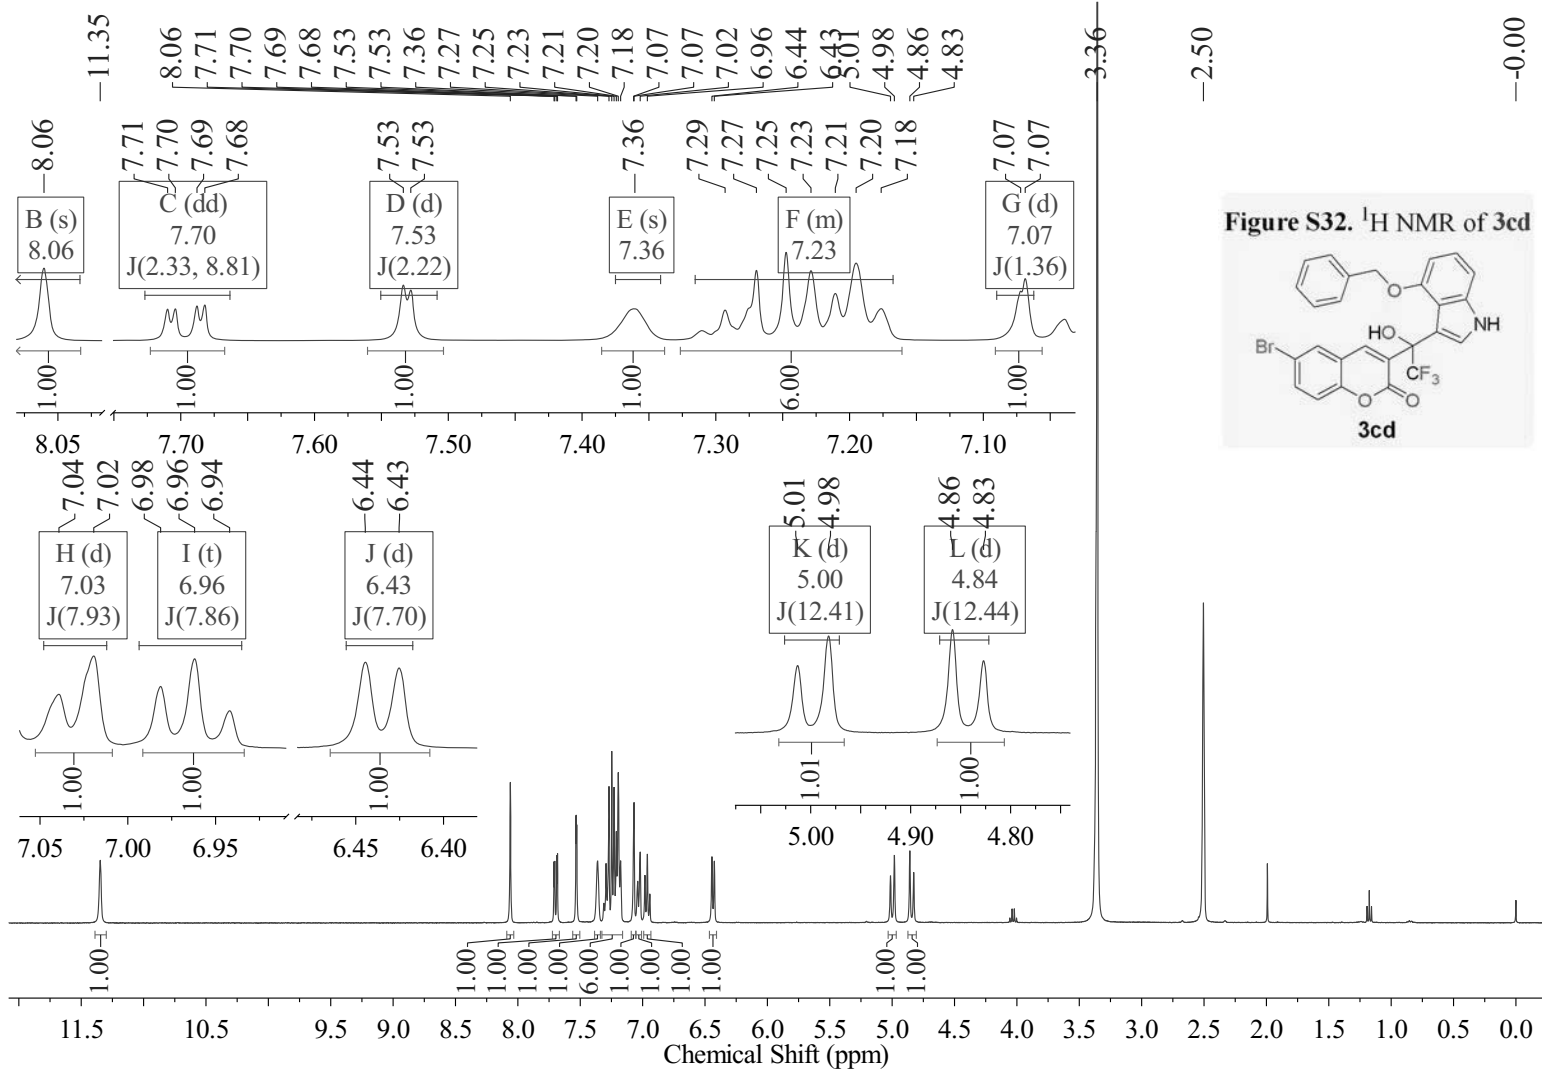 11.35 8.06 7.71 7.70 7.69 7.68 7.53 7.53 7.36 7.27 7.25 7.23 7.21 7.20 7.18 7.07 7.07 7.02 6.96 6.44 6.43 5.01 4.98 4.86 4.83 3.36 2.50 -0.00
8.06 7.71 7.70 7.69 7.68 7.53 7.53 7.36 7.29 7.27 7.25 7.23 7.21 7.20 7.18 7.07 7.07
B (s)
8.06
C (dd)
7.70
J(2.33, 8.81)
D (d)
7.53
J(2.22)
E (s)
7.36
F (m)
7.23
G (d)
7.07
J(1.36)
Figure S32. ¹H NMR of 3cd
O
NH
HO
Br
CF₃
O O
3cd
1.00 1.00 1.00 1.00 6.00 1.00
8.05 7.70 7.60 7.50 7.40 7.30 7.20 7.10
7.04 7.02 6.98 6.96 6.94 6.44 6.43 5.01 4.98 4.86 4.83
H (d)
7.03
J(7.93)
I (t)
6.96
J(7.86)
J (d)
6.43
J(7.70)
K (d)
5.00
J(12.41)
L (d)
4.84
J(12.44)
1.00 1.00 1.00 1.01 1.00
7.05 7.00 6.95 6.45 6.40 5.00 4.90 4.80
1.00 1.00 1.00 1.00 1.00 6.00 1.00 1.00 1.00 1.00 1.00 1.00
11.5 10.5 9.5 9.0 8.5 8.0 7.5 7.0 6.5 6.0 5.5 5.0 4.5 4.0 3.5 3.0 2.5 2.0 1.5 1.0 0.5 0.0
Chemical Shift (ppm)